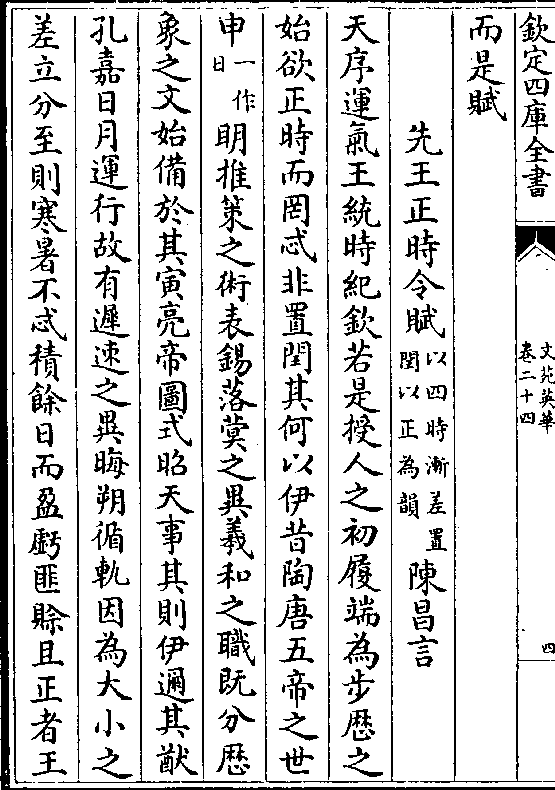 欽定四庫全書
文苑英華
卷二十四
四
而是賦
先王正時令賦以四時漸差置閏以正為韻 陳昌言
天序運氣王統時紀欽若是授人之初履端為步歴之
始欲正時而罔忒非置閏其何以伊昔陶唐五帝之世
申一作日明推策之術表錫落蓂之異羲和之職既分歴
象之文始備於其寅亮帝圖式昭天事其則伊邇其猷
孔嘉日月運行故有遲速之異晦朔循軌因為大小之
差立分至則寒暑不忒積餘日而盈虧匪賒且正者王